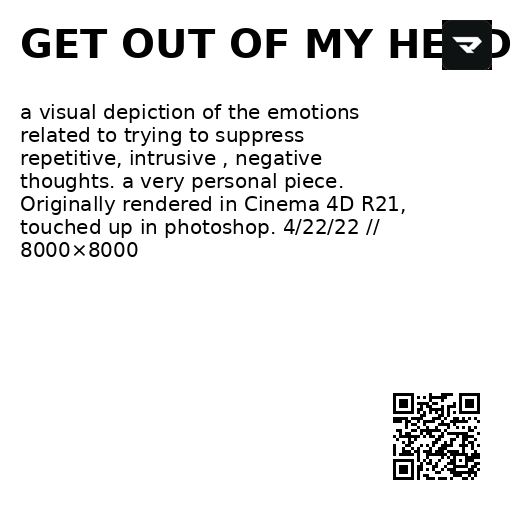 GET OUT OF MY HEAD
a visual depiction of the emotions
related to trying to suppress
repetitive, intrusive , negative
thoughts. a very personal piece.
Originally rendered in Cinema 4D R21,
touched up in photoshop. 4/22/22 //
8000×8000